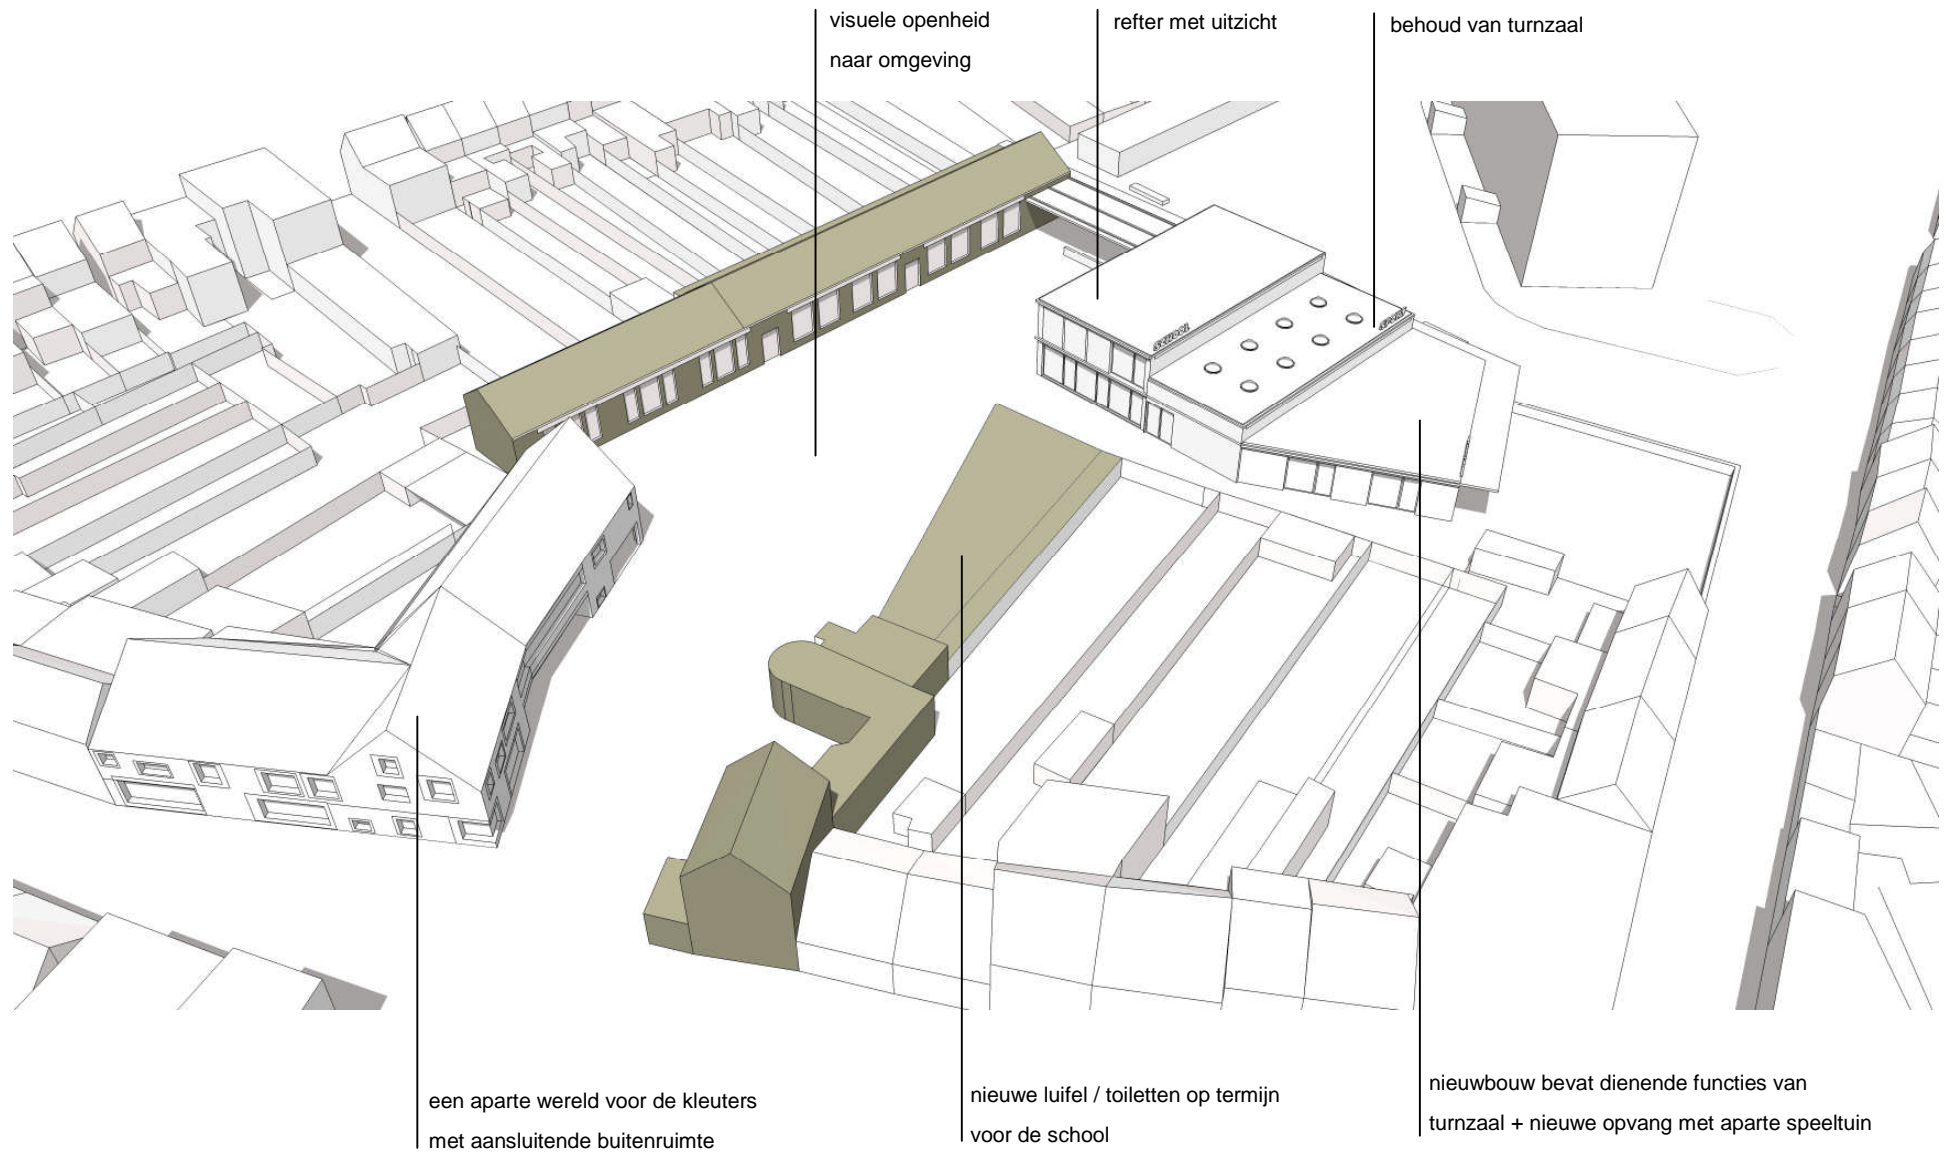 visuele openheid
naar omgeving
refter met uitzicht
behoud van turnzaal
SCHOOL
SPORT
een aparte wereld voor de kleuters
met aansluitende buitenruimte
nieuwe luifel / toiletten op termijn
voor de school
nieuwbouw bevat dienende functies van
turnzaal + nieuwe opvang met aparte speeltuin